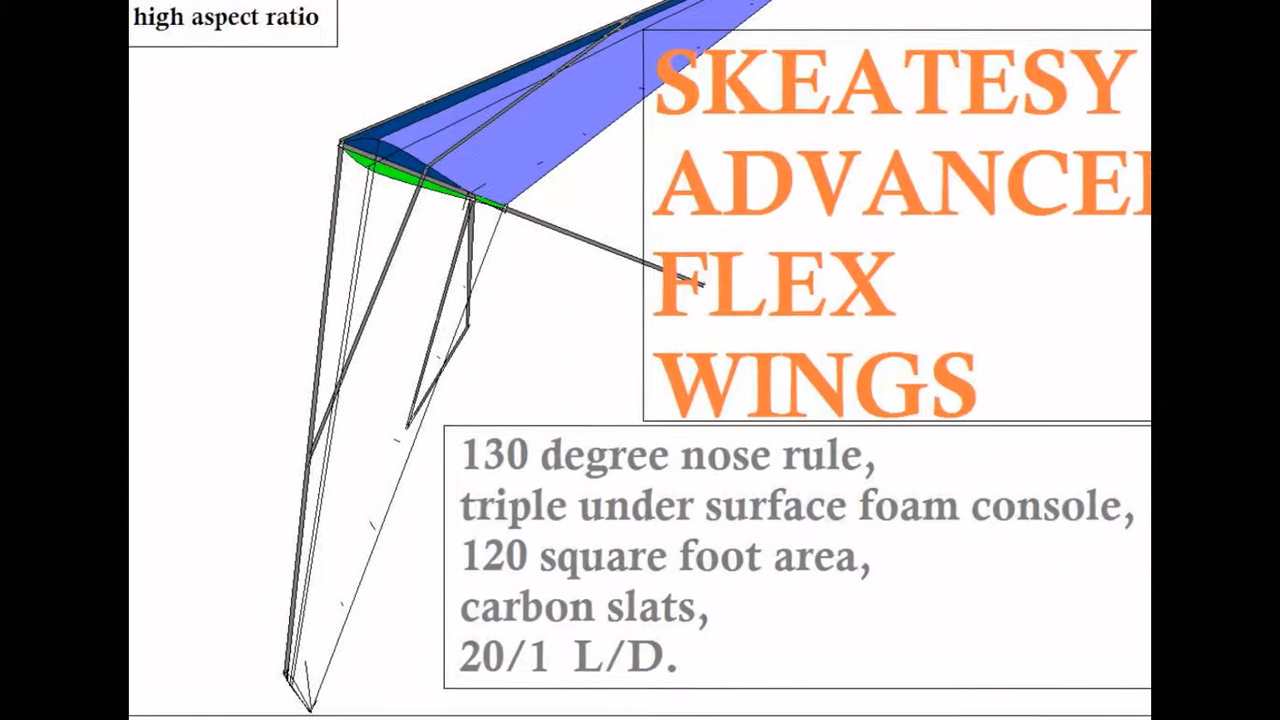 high aspect ratio
SKEATESY
ADVANCE
FLEX
WINGS
130 degree nose rule,
triple under surface foam console,
120 square foot area,
carbon slats,
20/1 L/D.